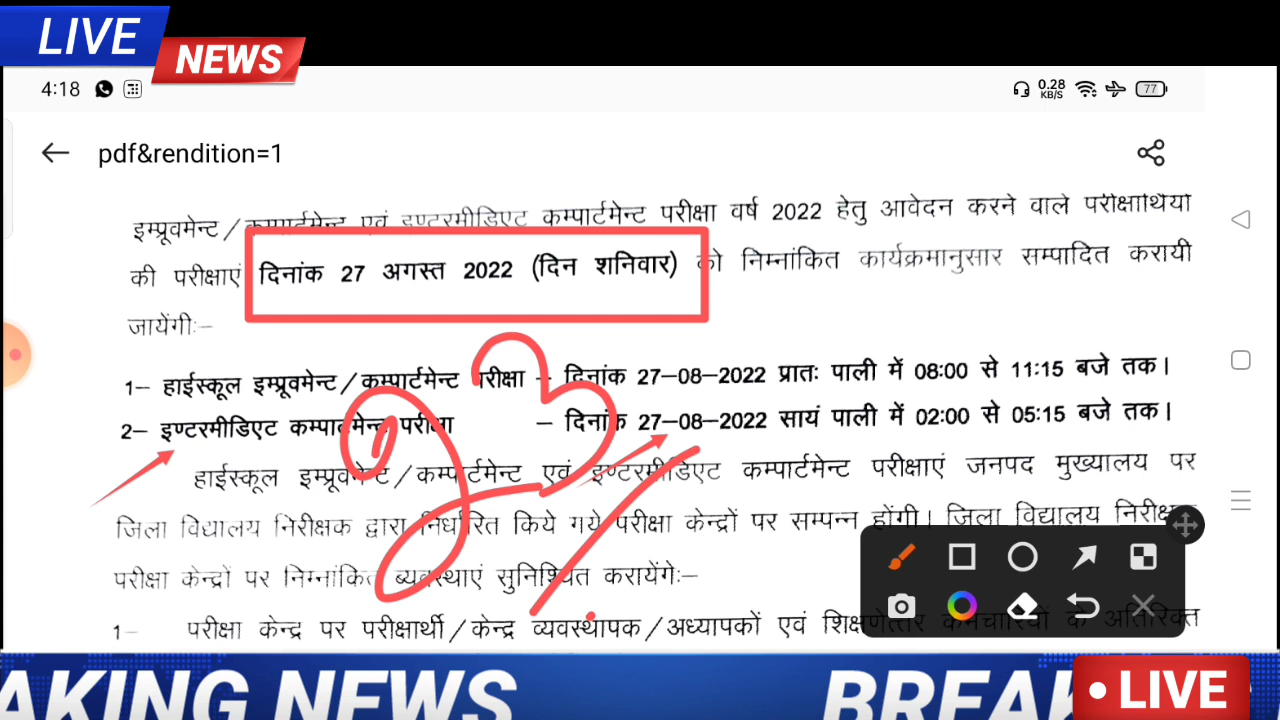 LIVE
NEWS
4:18
0.28
KB/S
77
pdf&rendition=1
इम्प्रूवमेन्ट/कम्पार्टमेन्ट एवं इण्टरमीडिएट कम्पार्टमेन्ट परीक्षा वर्ष 2022 हेतु आवेदन करने वाले परीक्षार्थियों
की परीक्षाएं दिनांक 27 अगस्त 2022 (दिन शनिवार) को निम्नांकित कार्यक्रमानुसार सम्पादित करायी
जायेंगी:–
1– हाईस्कूल इम्प्रूवमेन्ट/कम्पार्टमेन्ट परीक्षा – दिनांक 27–08–2022 प्रातः पाली में 08:00 से 11:15 बजे तक।
2– इण्टरमीडिएट कम्पार्टमेन्ट परीक्षा – दिनांक 27–08–2022 सायं पाली में 02:00 से 05:15 बजे तक।
हाईस्कूल इम्प्रूवमेन्ट/कम्पार्टमेन्ट एवं इण्टरमीडिएट कम्पार्टमेन्ट परीक्षाएं जनपद मुख्यालय पर
जिला विद्यालय निरीक्षक द्वारा निर्धारित किये गये परीक्षा केन्द्रों पर सम्पन्न होंगी। जिला विद्यालय निरीक्षक
परीक्षा केन्द्रों पर निम्नांकित ब्यवस्थाएं सुनिश्चित करायेंगे:–
1– परीक्षा केन्द्र पर परीक्षार्थी/केन्द्र व्यवस्थापक/अध्यापकों एवं शिक्षणेत्तर कर्मचारियों के अतिरिक्त
23/
AKING NEWS BREAK
LIVE